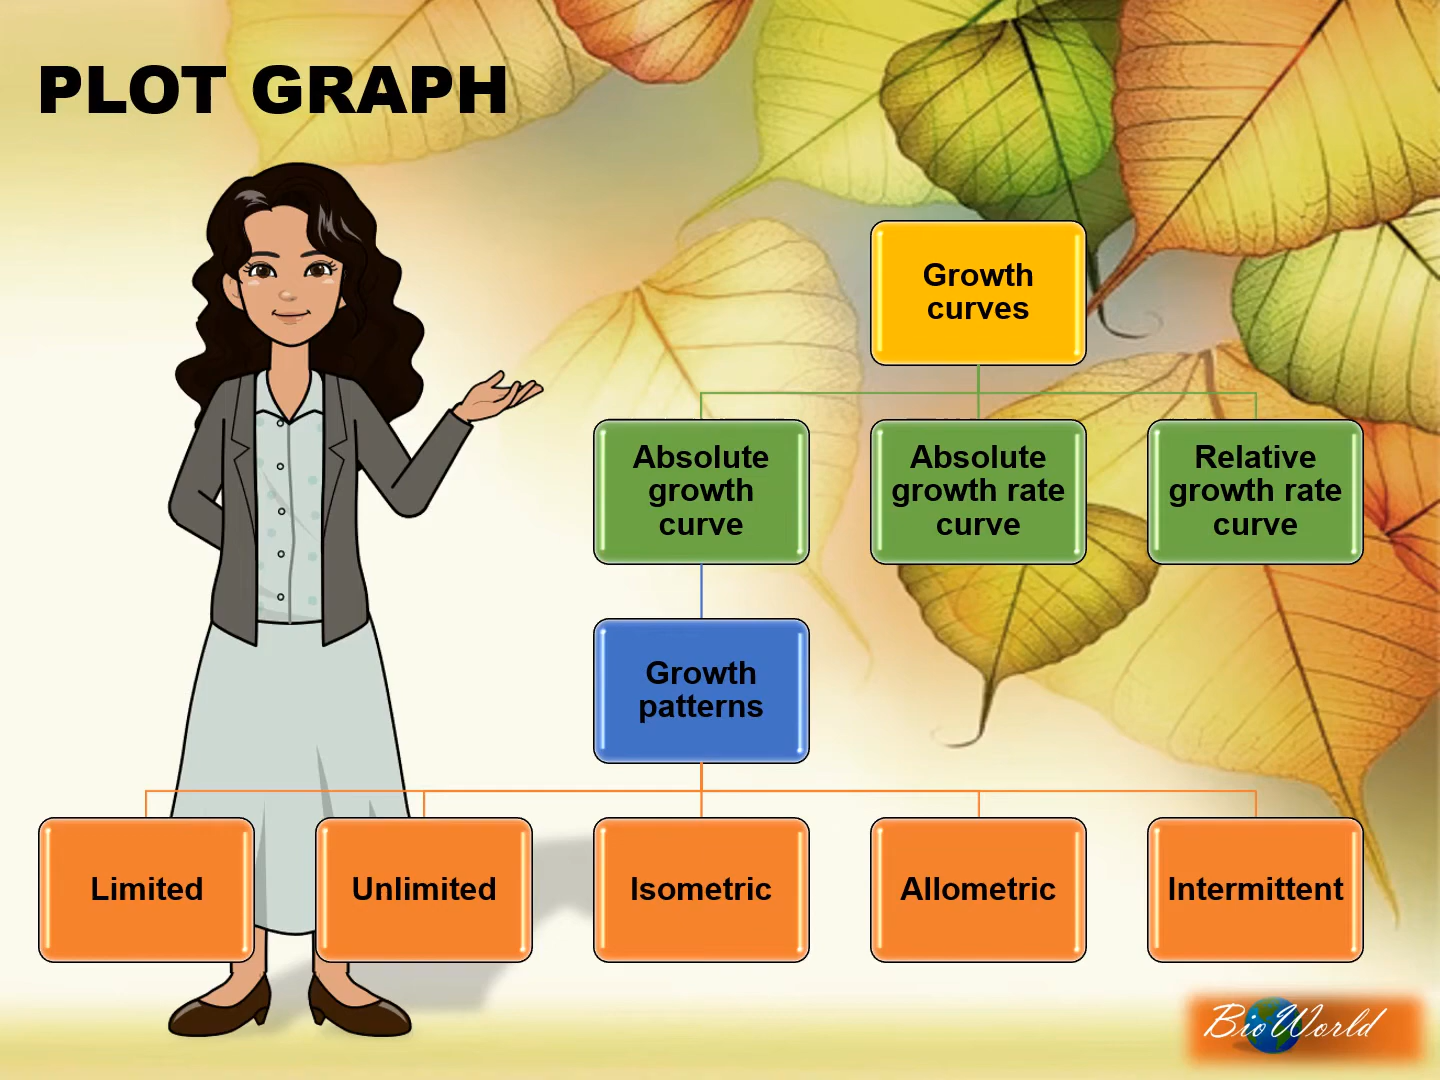 PLOT GRAPH
Growth
curves
Absolute
growth
curve
Absolute
growth rate
curve
Relative
growth rate
curve
Growth
patterns
Limited
Unlimited
Isometric
Allometric
Intermittent
BioWorld